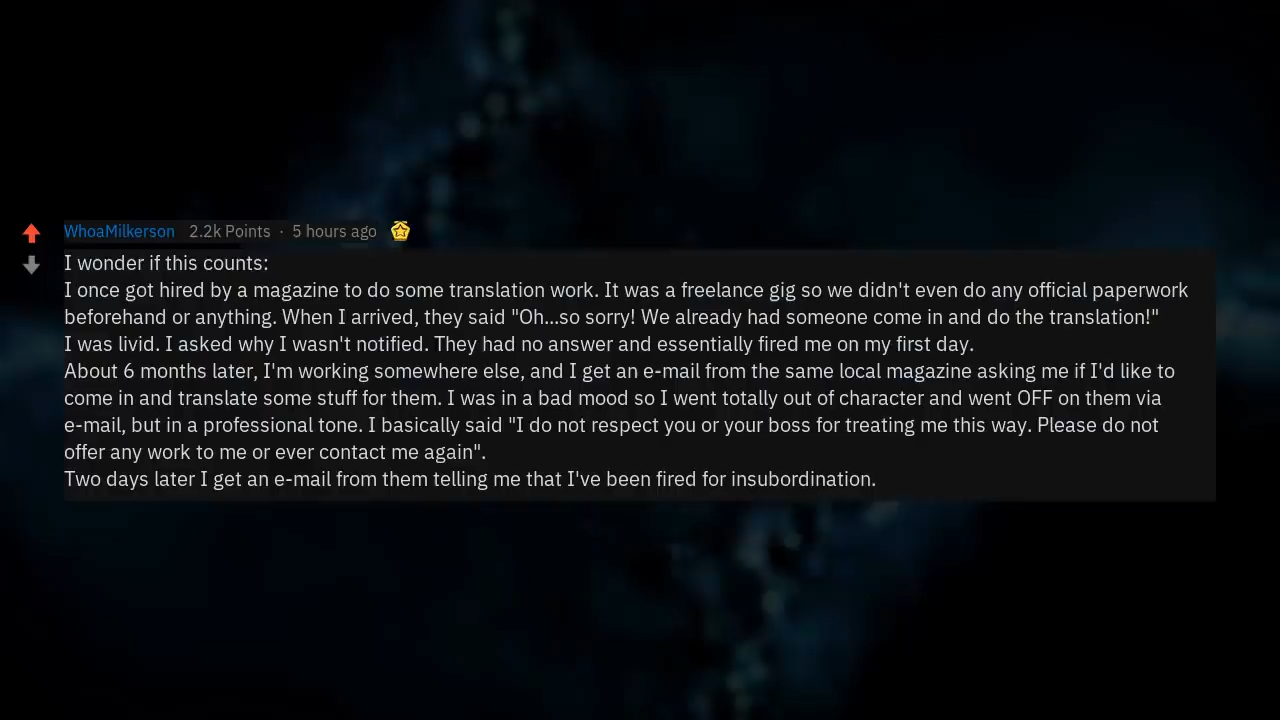 WhoaMilkerson 2.2k Points · 5 hours ago
I wonder if this counts:
I once got hired by a magazine to do some translation work. It was a freelance gig so we didn't even do any official paperwork
beforehand or anything. When I arrived, they said "Oh...so sorry! We already had someone come in and do the translation!"
I was livid. I asked why I wasn't notified. They had no answer and essentially fired me on my first day.
About 6 months later, I'm working somewhere else, and I get an e-mail from the same local magazine asking me if I'd like to
come in and translate some stuff for them. I was in a bad mood so I went totally out of character and went OFF on them via
e-mail, but in a professional tone. I basically said "I do not respect you or your boss for treating me this way. Please do not
offer any work to me or ever contact me again".
Two days later I get an e-mail from them telling me that I've been fired for insubordination.